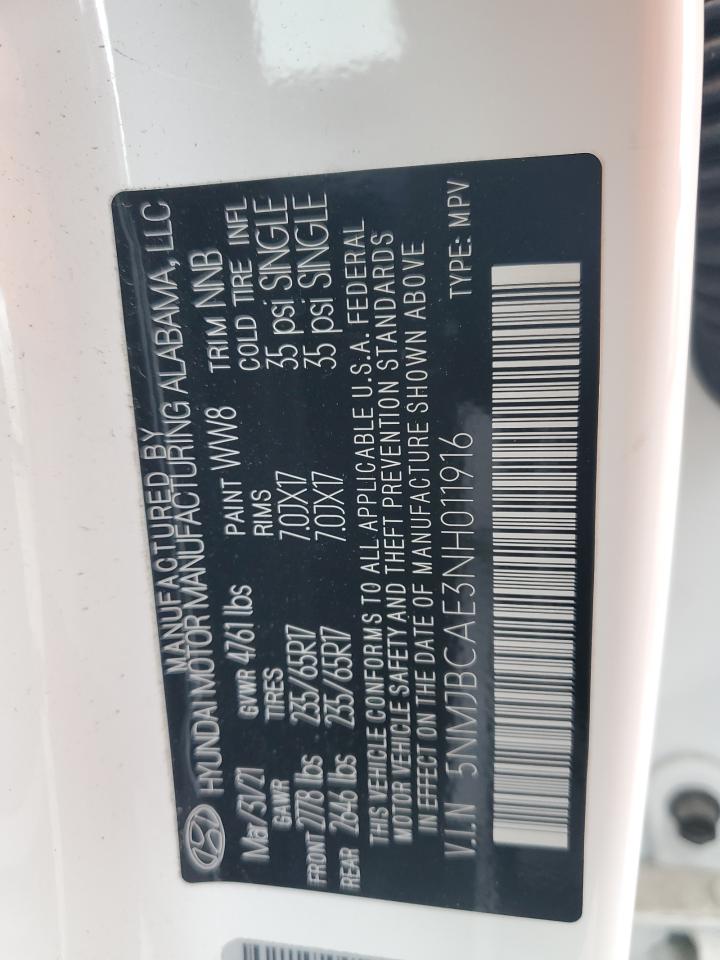 MANUFACTURED BY
HYUNDAI MOTOR MANUFACTURING ALABAMA, LLC
Mar/31/21 GVWR 4761 lbs PAINT WW8 TRIM NNB
GAWR TIRES RIMS COLD TIRE INFL
FRONT 2778 lbs 235/65R17 7.0JX17 35 psi SINGLE
REAR 2646 lbs 235/65R17 7.0JX17 35 psi SINGLE
THIS VEHICLE CONFORMS TO ALL APPLICABLE U.S.A. FEDERAL
MOTOR VEHICLE SAFETY AND THEFT PREVENTION STANDARDS
IN EFFECT ON THE DATE OF MANUFACTURE SHOWN ABOVE
V.I.N 5NMJBCAE3NH011916 TYPE: MPV